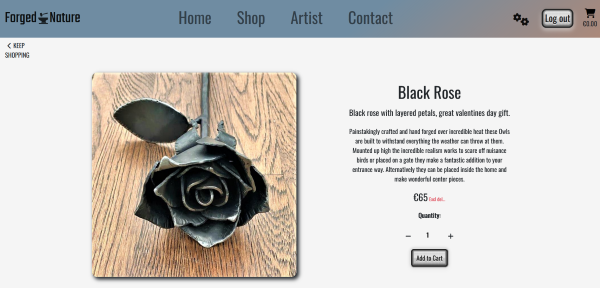 Forged Nature
Home Shop Artist Contact
Log out
€0.00
KEEP
SHOPPING
Black Rose
Black rose with layered petals, great valentines day gift.
Painstakingly crafted and hand forged over incredible heat these Owls
are built to withstand everything the weather can throw at them.
Mounted up high the incredible realism works to scare off nuisance
birds or placed on a gate they make a fantastic addition to your
entrance way. Alternatively they can be placed inside the home and
make wonderful center pieces.
€65
Quantity:
− 1 +
Add to Cart